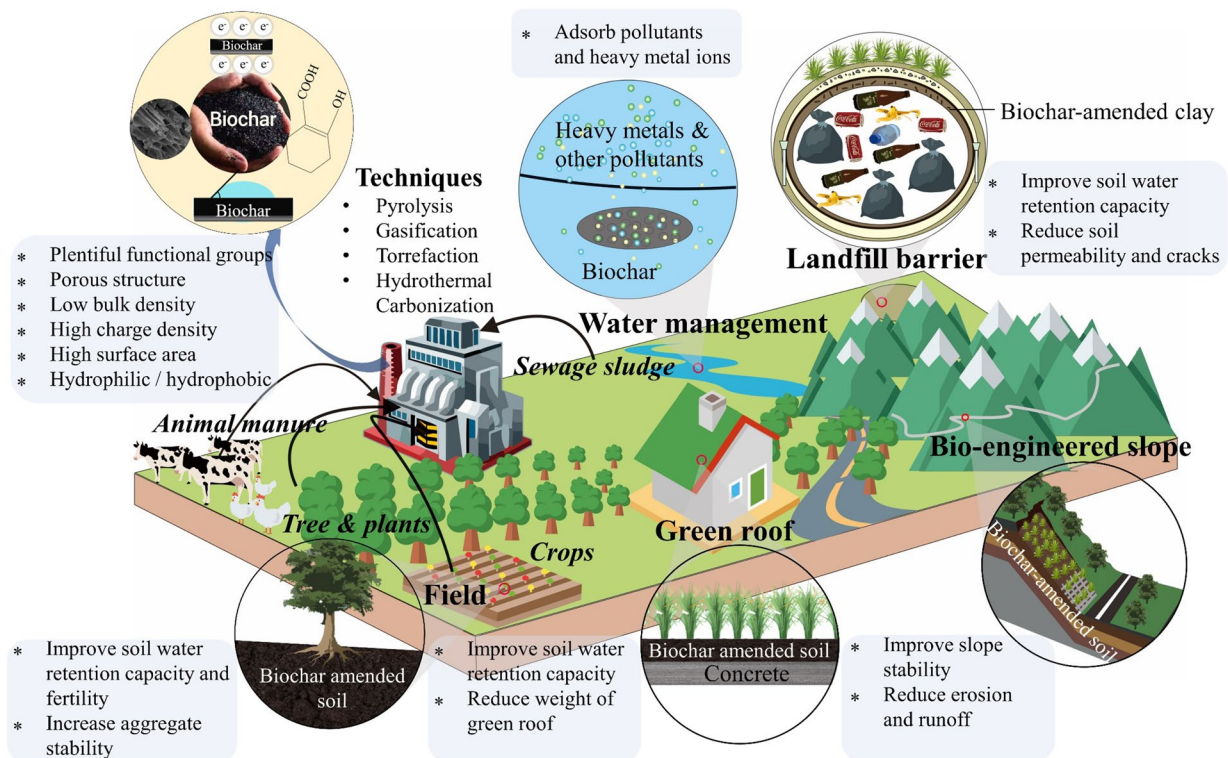 e⁻ e⁻ e⁻
Biochar
e⁻ e⁻ e⁻
Biochar
COOH
OH
Biochar
* Plentiful functional groups
* Porous structure
* Low bulk density
* High charge density
* High surface area
* Hydrophilic / hydrophobic
Techniques
• Pyrolysis
• Gasification
• Torrefaction
• Hydrothermal
Carbonization
* Adsorb pollutants
and heavy metal ions
Heavy metals &
other pollutants
Biochar
Water management
Biochar-amended clay
* Improve soil water
retention capacity
* Reduce soil
permeability and cracks
Landfill barrier
Sewage sludge
Animal manure
Tree & plants
Crops
Field
Green roof
Bio-engineered slope
Biochar-amended soil
* Improve soil water
retention capacity and
fertility
* Increase aggregate
stability
Biochar amended
soil
* Improve soil water
retention capacity
* Reduce weight of
green roof
Biochar amended soil
Concrete
* Improve slope
stability
* Reduce erosion
and runoff